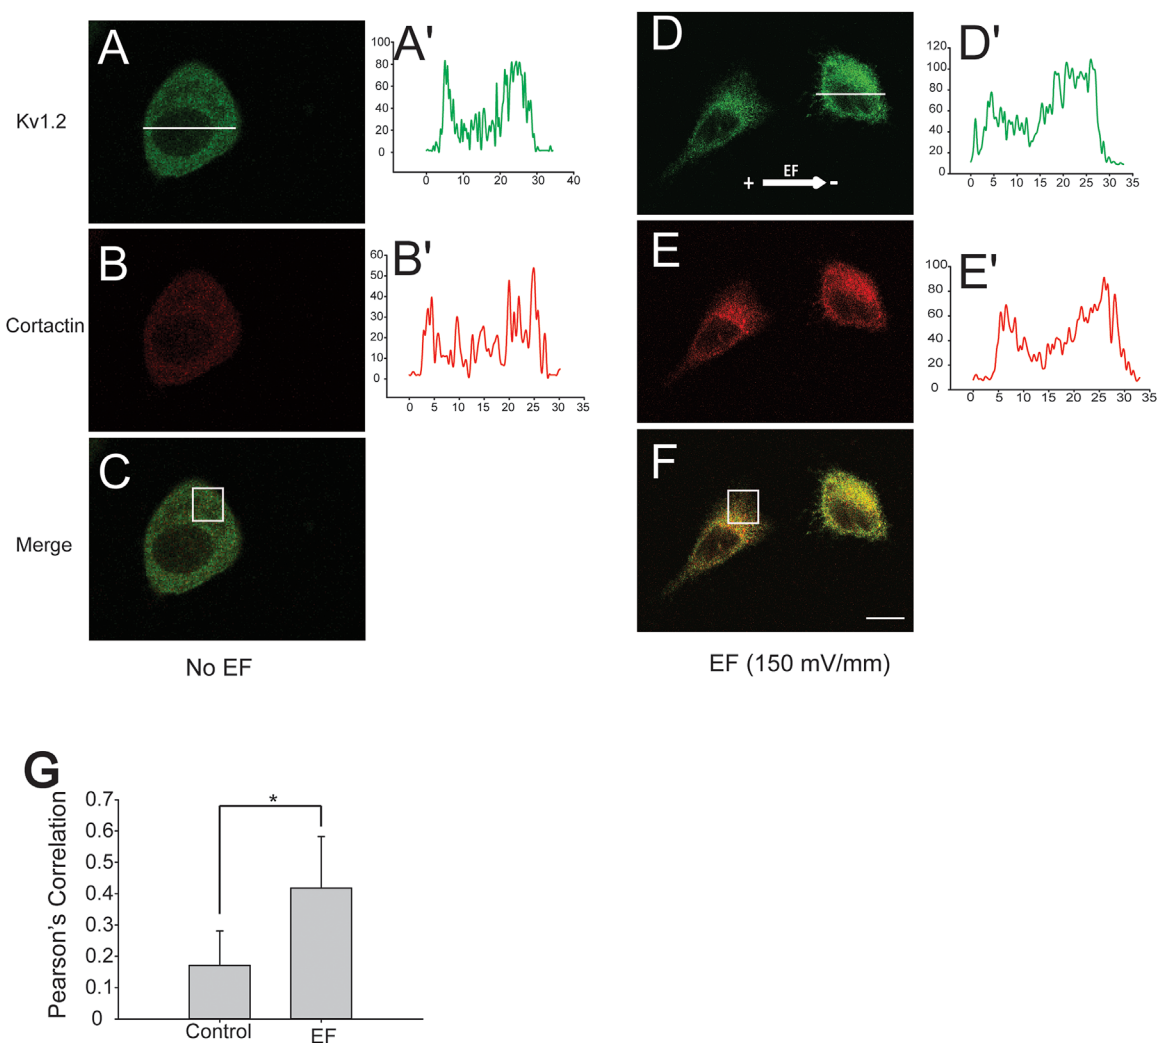 A
Kv1.2
A'
100
80
60
40
20
0
0 10 20 30 40
D
EF
+ -
D'
120
100
80
60
40
20
0
0 5 10 15 20 25 30 35
B
Cortactin
B'
60
50
40
30
20
10
0
0 5 10 15 20 25 30 35
E
E'
100
80
60
40
20
0
0 5 10 15 20 25 30 35
C
Merge
F
No EF
EF (150 mV/mm)
G
Pearson's Correlation
0.7
0.6
0.5
0.4
0.3
0.2
0.1
0
*
Control
EF